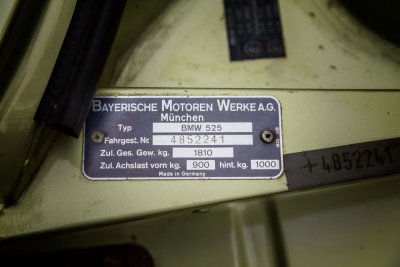 BAYERISCHE MOTOREN WERKE A.G.
München
Typ BMW 525
Fahrgest. Nr. 4852241
Zul. Ges. Gew. kg. 1810
Zul. Achslast vorn kg. 900 hint. kg. 1000
Made in Germany
+4852241